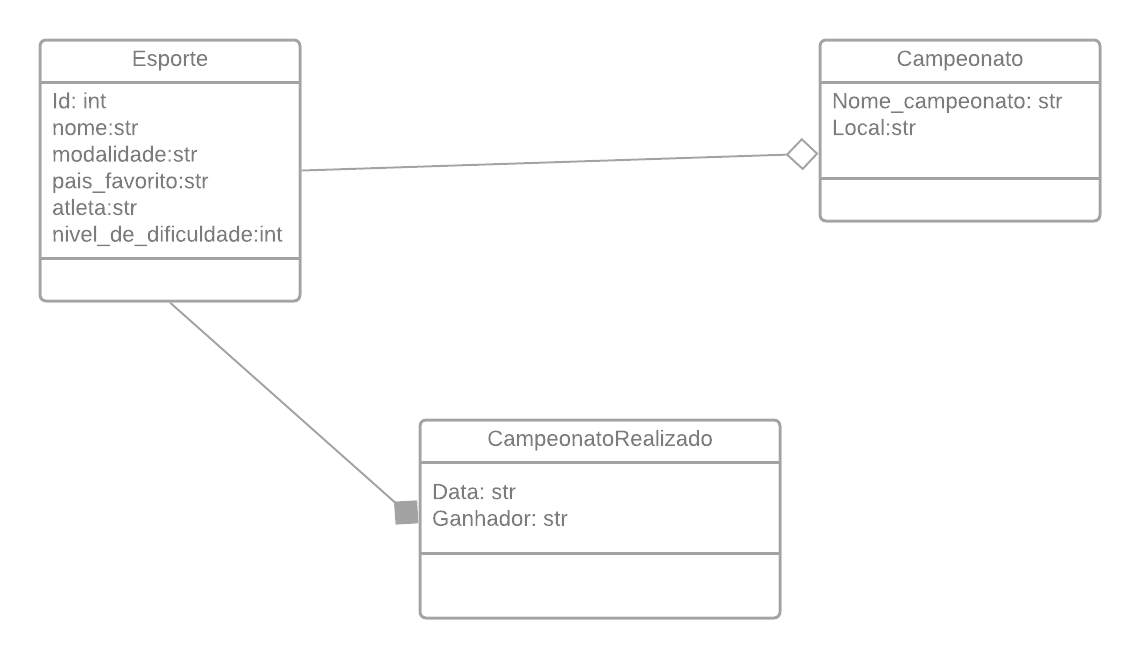 Esporte
Id: int
nome:str
modalidade:str
pais_favorito:str
atleta:str
nivel_de_dificuldade:int
Campeonato
Nome_campeonato: str
Local:str
CampeonatoRealizado
Data: str
Ganhador: str